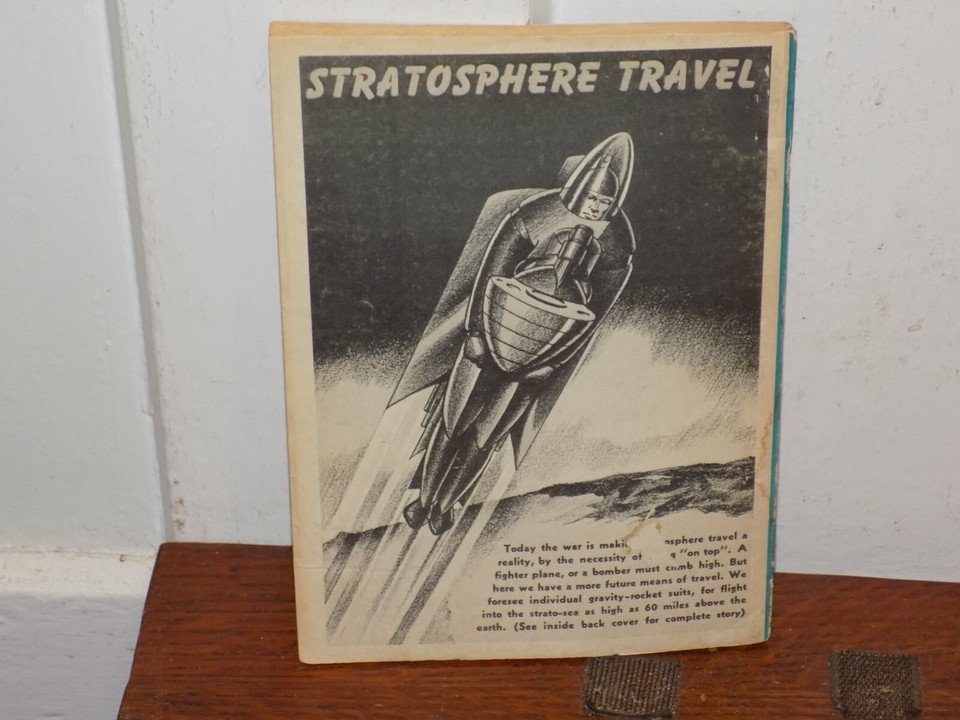 STRATOSPHERE TRAVEL
Today the war is maki osphere travel a
reality, by the necessity of "on top". A
fighter plane, or a bomber must climb high. But
here we have a more future means of travel. We
foresee individual gravity-rocket suits, for flight
into the strato-sea as high as 60 miles above the
earth. (See inside back cover for complete story)